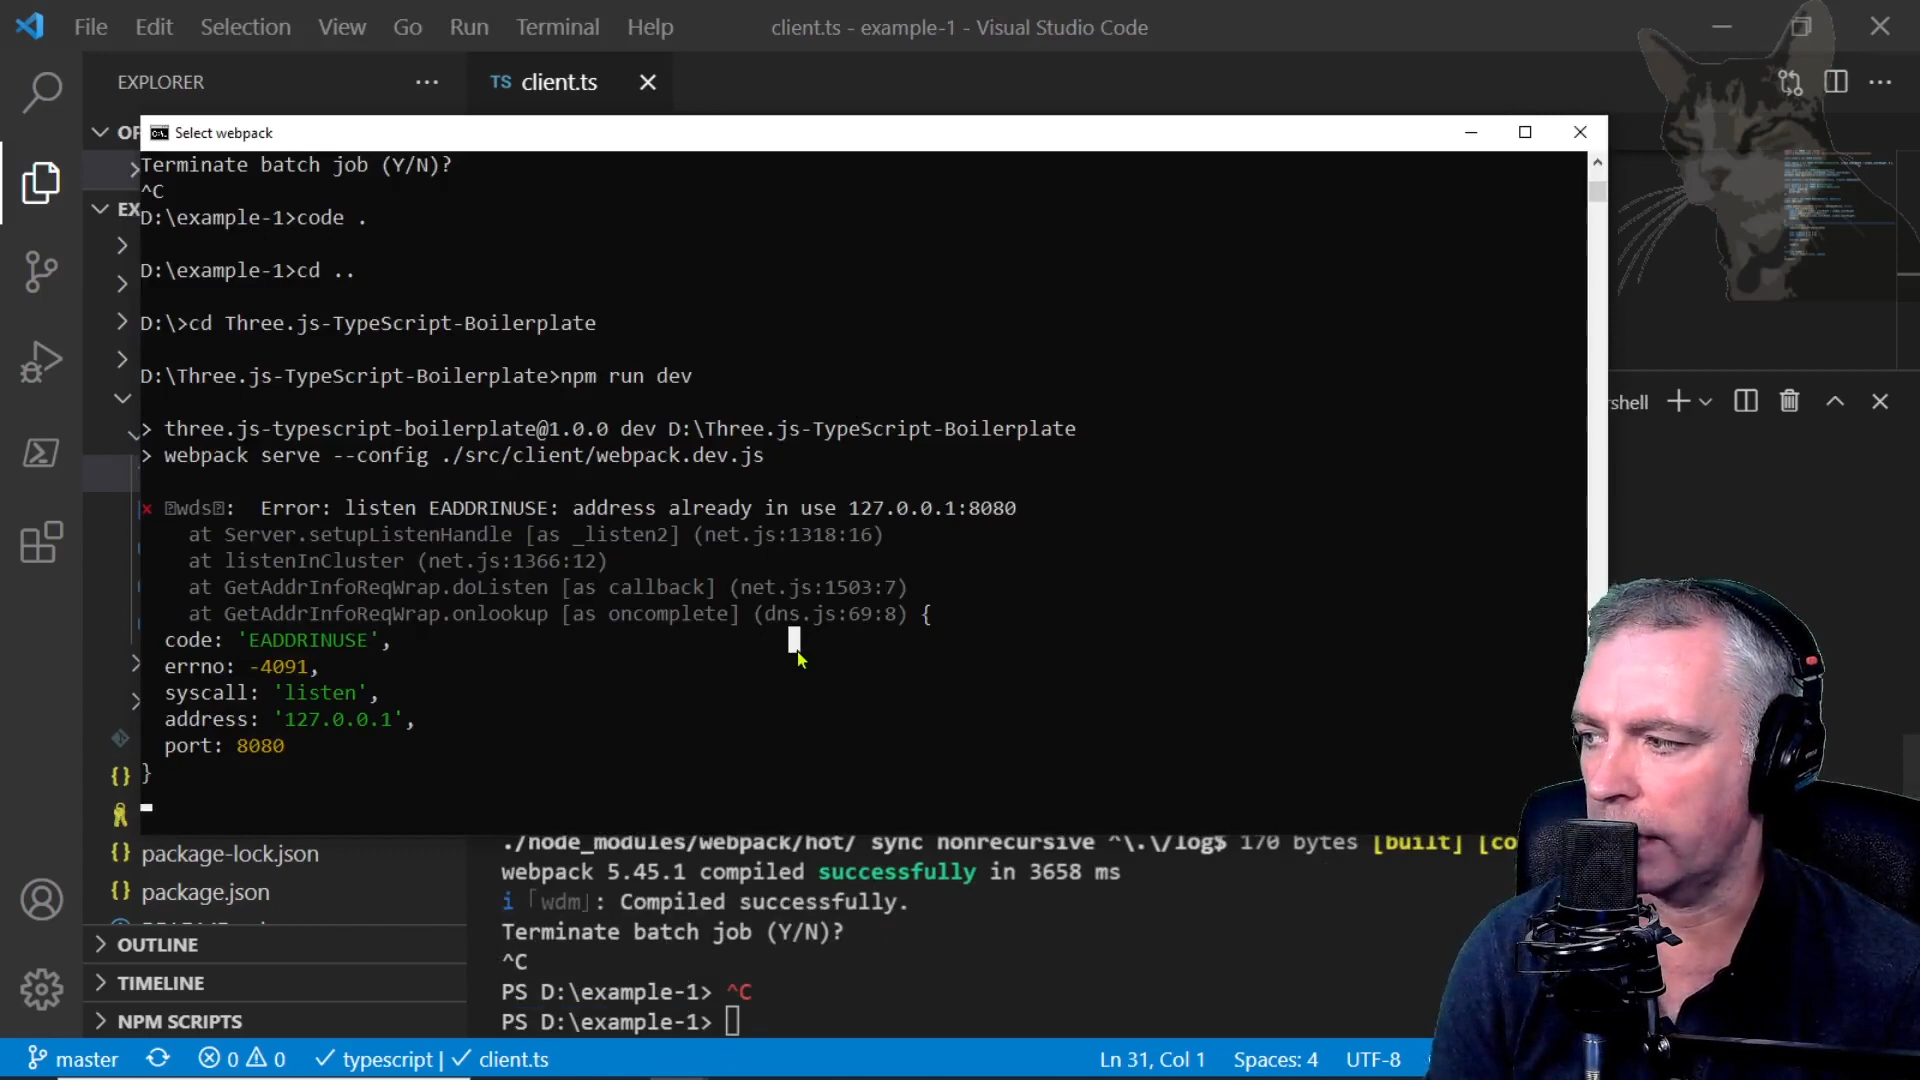 File Edit Selection View Go Run Terminal Help
client.ts - example-1 - Visual Studio Code
EXPLORER
TS client.ts
OP
Select webpack
EX
Terminate batch job (Y/N)?
^C
D:\example-1>code .
D:\example-1>cd ..
D:\>cd Three.js-TypeScript-Boilerplate
D:\Three.js-TypeScript-Boilerplate>npm run dev
> three.js-typescript-boilerplate@1.0.0 dev D:\Three.js-TypeScript-Boilerplate
> webpack serve --config ./src/client/webpack.dev.js
× wds: Error: listen EADDRINUSE: address already in use 127.0.0.1:8080
at Server.setupListenHandle [as _listen2] (net.js:1318:16)
at listenInCluster (net.js:1366:12)
at GetAddrInfoReqWrap.doListen [as callback] (net.js:1503:7)
at GetAddrInfoReqWrap.onlookup [as oncomplete] (dns.js:69:8) {
code: 'EADDRINUSE',
errno: -4091,
syscall: 'listen',
address: '127.0.0.1',
port: 8080
}
rshell
package-lock.json
package.json
OUTLINE
TIMELINE
NPM SCRIPTS
./node_modules/webpack/hot/ sync nonrecursive ^\.\/log$ 170 bytes [built] [co
webpack 5.45.1 compiled successfully in 3658 ms
i 「wdm」: Compiled successfully.
Terminate batch job (Y/N)?
^C
PS D:\example-1> ^C
PS D:\example-1>
master 0 0 typescript | client.ts
Ln 31, Col 1 Spaces: 4 UTF-8